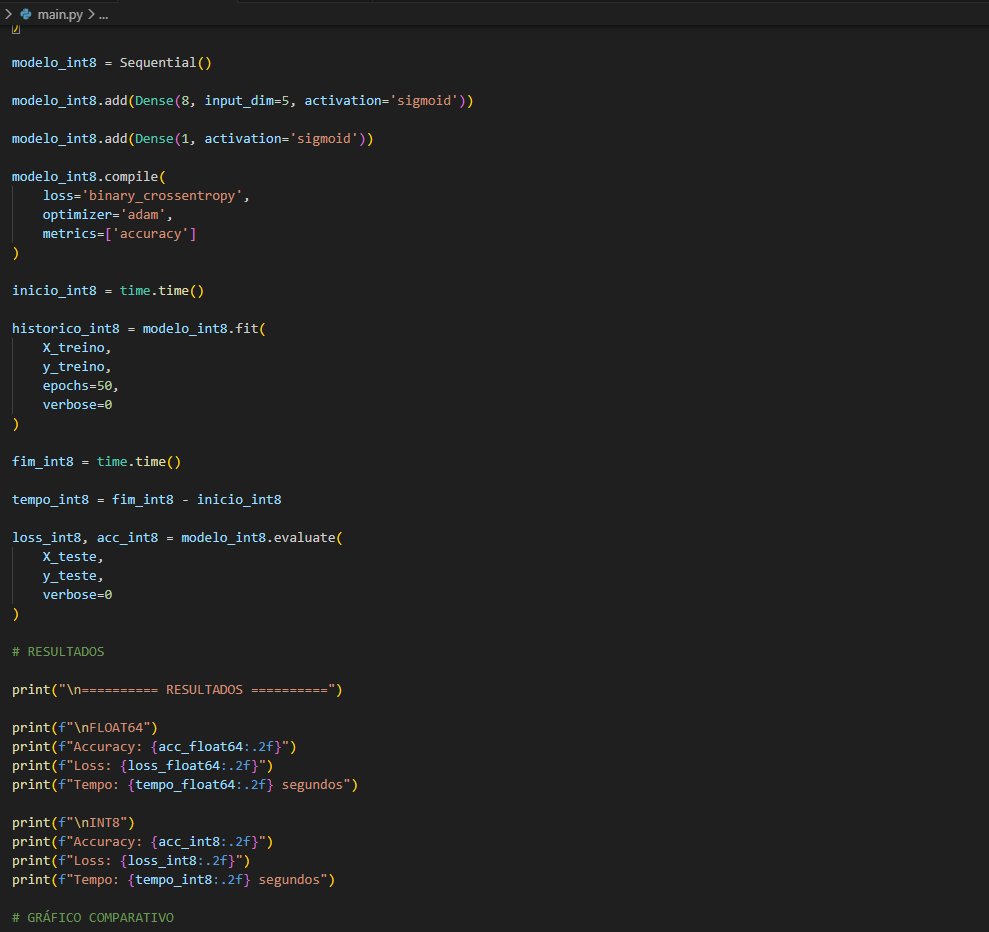 main.py > ...
)
modelo_int8 = Sequential()
modelo_int8.add(Dense(8, input_dim=5, activation='sigmoid'))
modelo_int8.add(Dense(1, activation='sigmoid'))
modelo_int8.compile(
    loss='binary_crossentropy',
    optimizer='adam',
    metrics=['accuracy']
)
inicio_int8 = time.time()
historico_int8 = modelo_int8.fit(
    X_treino,
    y_treino,
    epochs=50,
    verbose=0
)
fim_int8 = time.time()
tempo_int8 = fim_int8 - inicio_int8
loss_int8, acc_int8 = modelo_int8.evaluate(
    X_teste,
    y_teste,
    verbose=0
)
# RESULTADOS
print("\n========== RESULTADOS ==========")
print(f"\nFLOAT64")
print(f"Accuracy: {acc_float64:.2f}")
print(f"Loss: {loss_float64:.2f}")
print(f"Tempo: {tempo_float64:.2f} segundos")
print(f"\nINT8")
print(f"Accuracy: {acc_int8:.2f}")
print(f"Loss: {loss_int8:.2f}")
print(f"Tempo: {tempo_int8:.2f} segundos")
# GRÁFICO COMPARATIVO